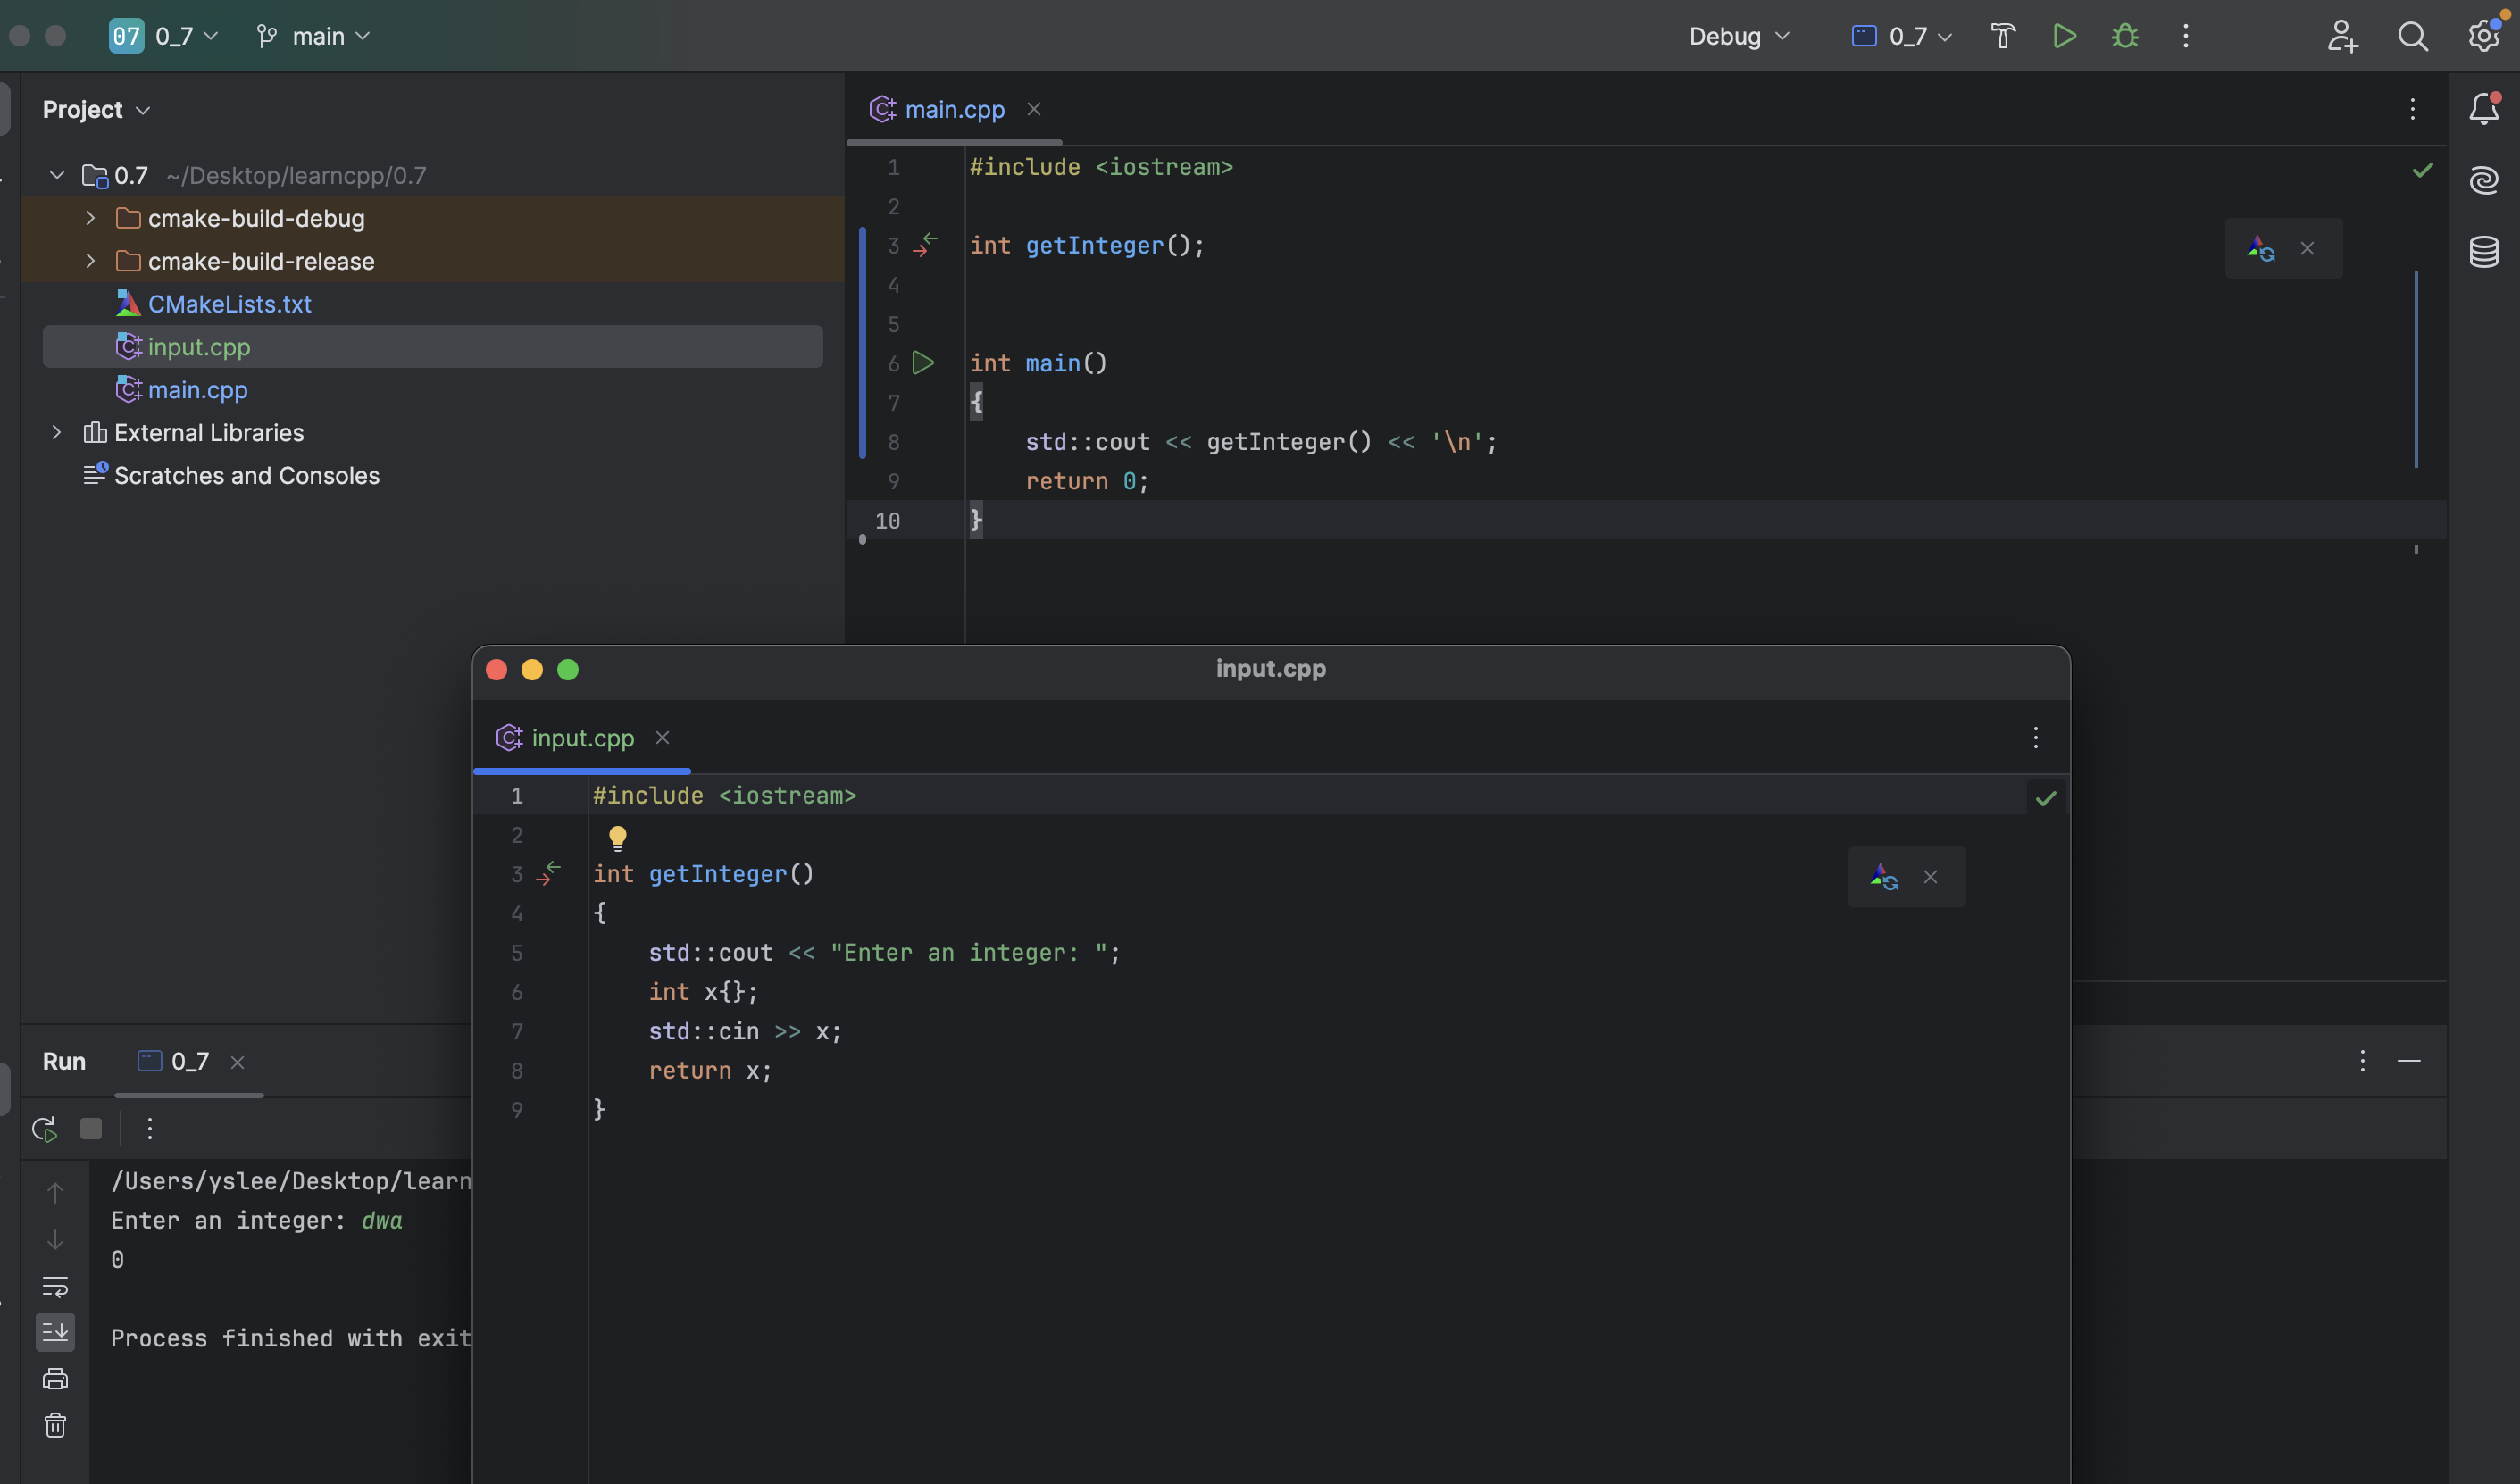 07 0_7 main Debug 0_7
Project
0.7 ~/Desktop/learncpp/0.7
cmake-build-debug
cmake-build-release
CMakeLists.txt
input.cpp
main.cpp
External Libraries
Scratches and Consoles
main.cpp
1 #include <iostream>
2
3 int getInteger();
4
5
6 int main()
7 {
8 std::cout << getInteger() << '\n';
9 return 0;
10 }
input.cpp
input.cpp
1 #include <iostream>
2
3 int getInteger()
4 {
5 std::cout << "Enter an integer: ";
6 int x{};
7 std::cin >> x;
8 return x;
9 }
Run 0_7
/Users/yslee/Desktop/learn
Enter an integer: dwa
0
Process finished with exit